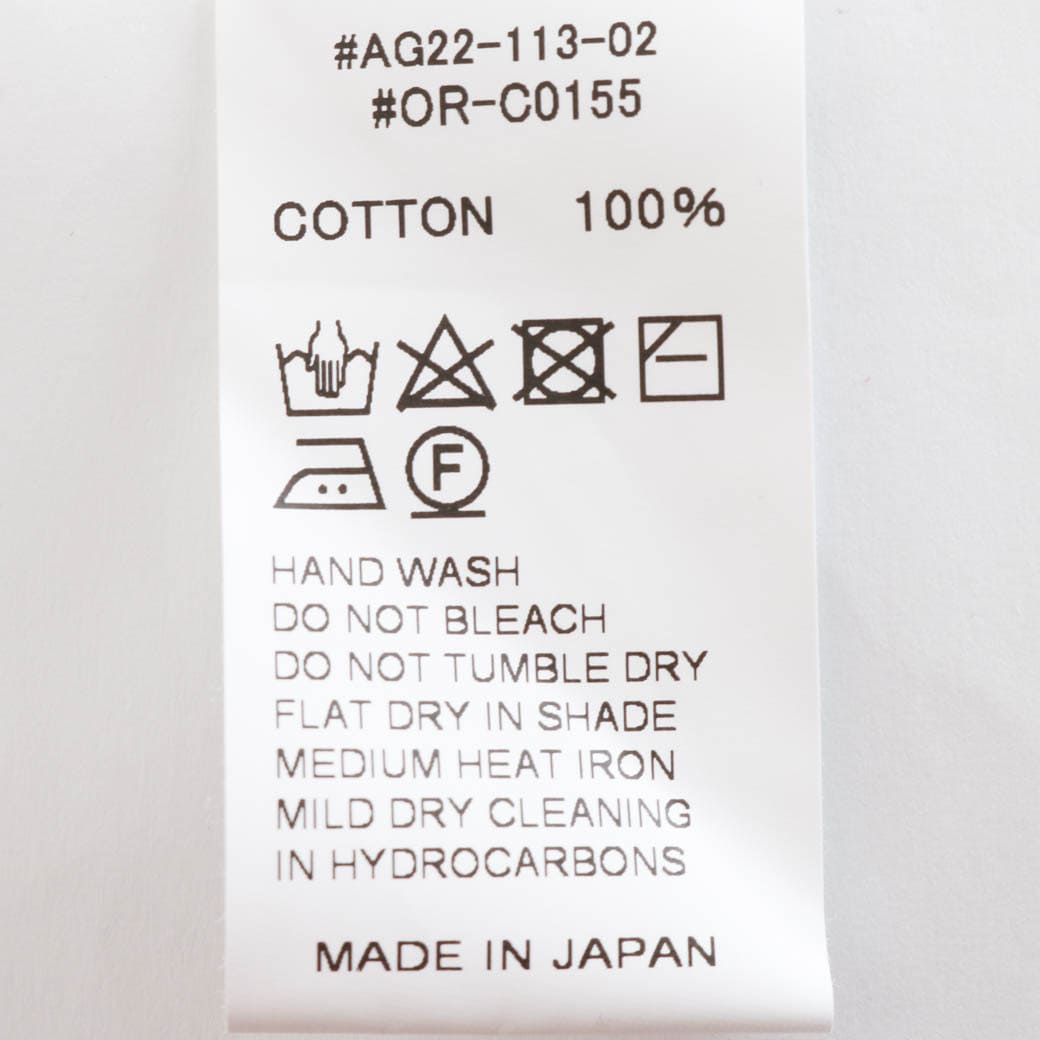 #AG22-113-02
#OR-C0155
COTTON 100%
F
HAND WASH
DO NOT BLEACH
DO NOT TUMBLE DRY
FLAT DRY IN SHADE
MEDIUM HEAT IRON
MILD DRY CLEANING
IN HYDROCARBONS
MADE IN JAPAN